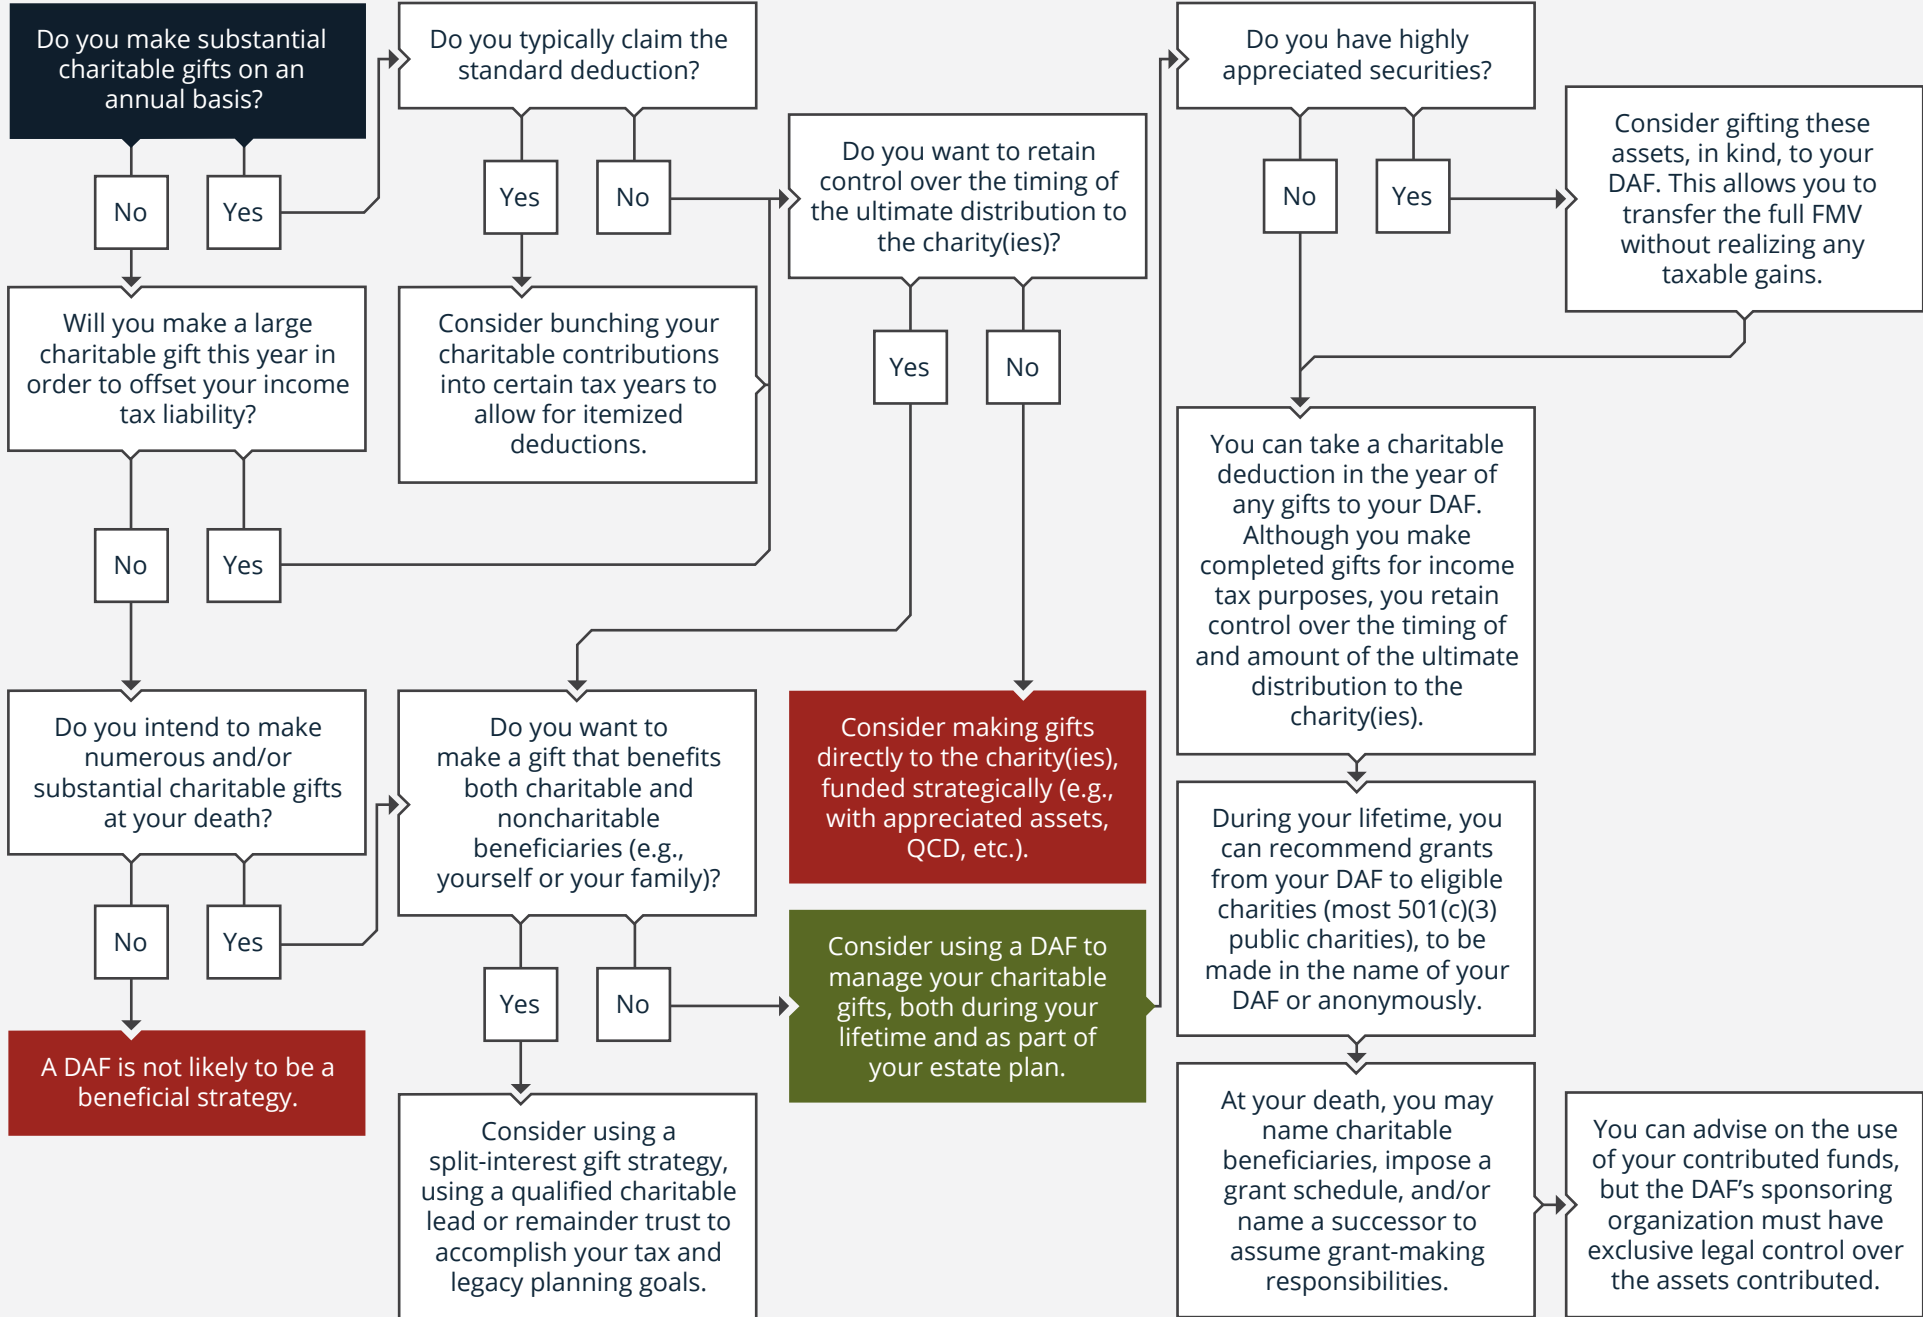 Do you make substantial
charitable gifts on an
annual basis?
No
Yes
Will you make a large
charitable gift this year in
order to offset your income
tax liability?
No
Yes
Do you intend to make
numerous and/or
substantial charitable gifts
at your death?
No
Yes
A DAF is not likely to be a
beneficial strategy.
Do you typically claim the
standard deduction?
Yes
No
Consider bunching your
charitable contributions
into certain tax years to
allow for itemized
deductions.
Do you want to
make a gift that benefits
both charitable and
noncharitable
beneficiaries (e.g.,
yourself or your family)?
Yes
No
Consider using a
split-interest gift strategy,
using a qualified charitable
lead or remainder trust to
accomplish your tax and
legacy planning goals.
Do you want to retain
control over the timing of
the ultimate distribution to
the charity(ies)?
Yes
No
Consider making gifts
directly to the charity(ies),
funded strategically (e.g.,
with appreciated assets,
QCD, etc.).
Consider using a DAF to
manage your charitable
gifts, both during your
lifetime and as part of
your estate plan.
Do you have highly
appreciated securities?
No
Yes
Consider gifting these
assets, in kind, to your
DAF. This allows you to
transfer the full FMV
without realizing any
taxable gains.
You can take a charitable
deduction in the year of
any gifts to your DAF.
Although you make
completed gifts for income
tax purposes, you retain
control over the timing of
and amount of the ultimate
distribution to the
charity(ies).
During your lifetime, you
can recommend grants
from your DAF to eligible
charities (most 501(c)(3)
public charities), to be
made in the name of your
DAF or anonymously.
At your death, you may
name charitable
beneficiaries, impose a
grant schedule, and/or
name a successor to
assume grant-making
responsibilities.
You can advise on the use
of your contributed funds,
but the DAF’s sponsoring
organization must have
exclusive legal control over
the assets contributed.